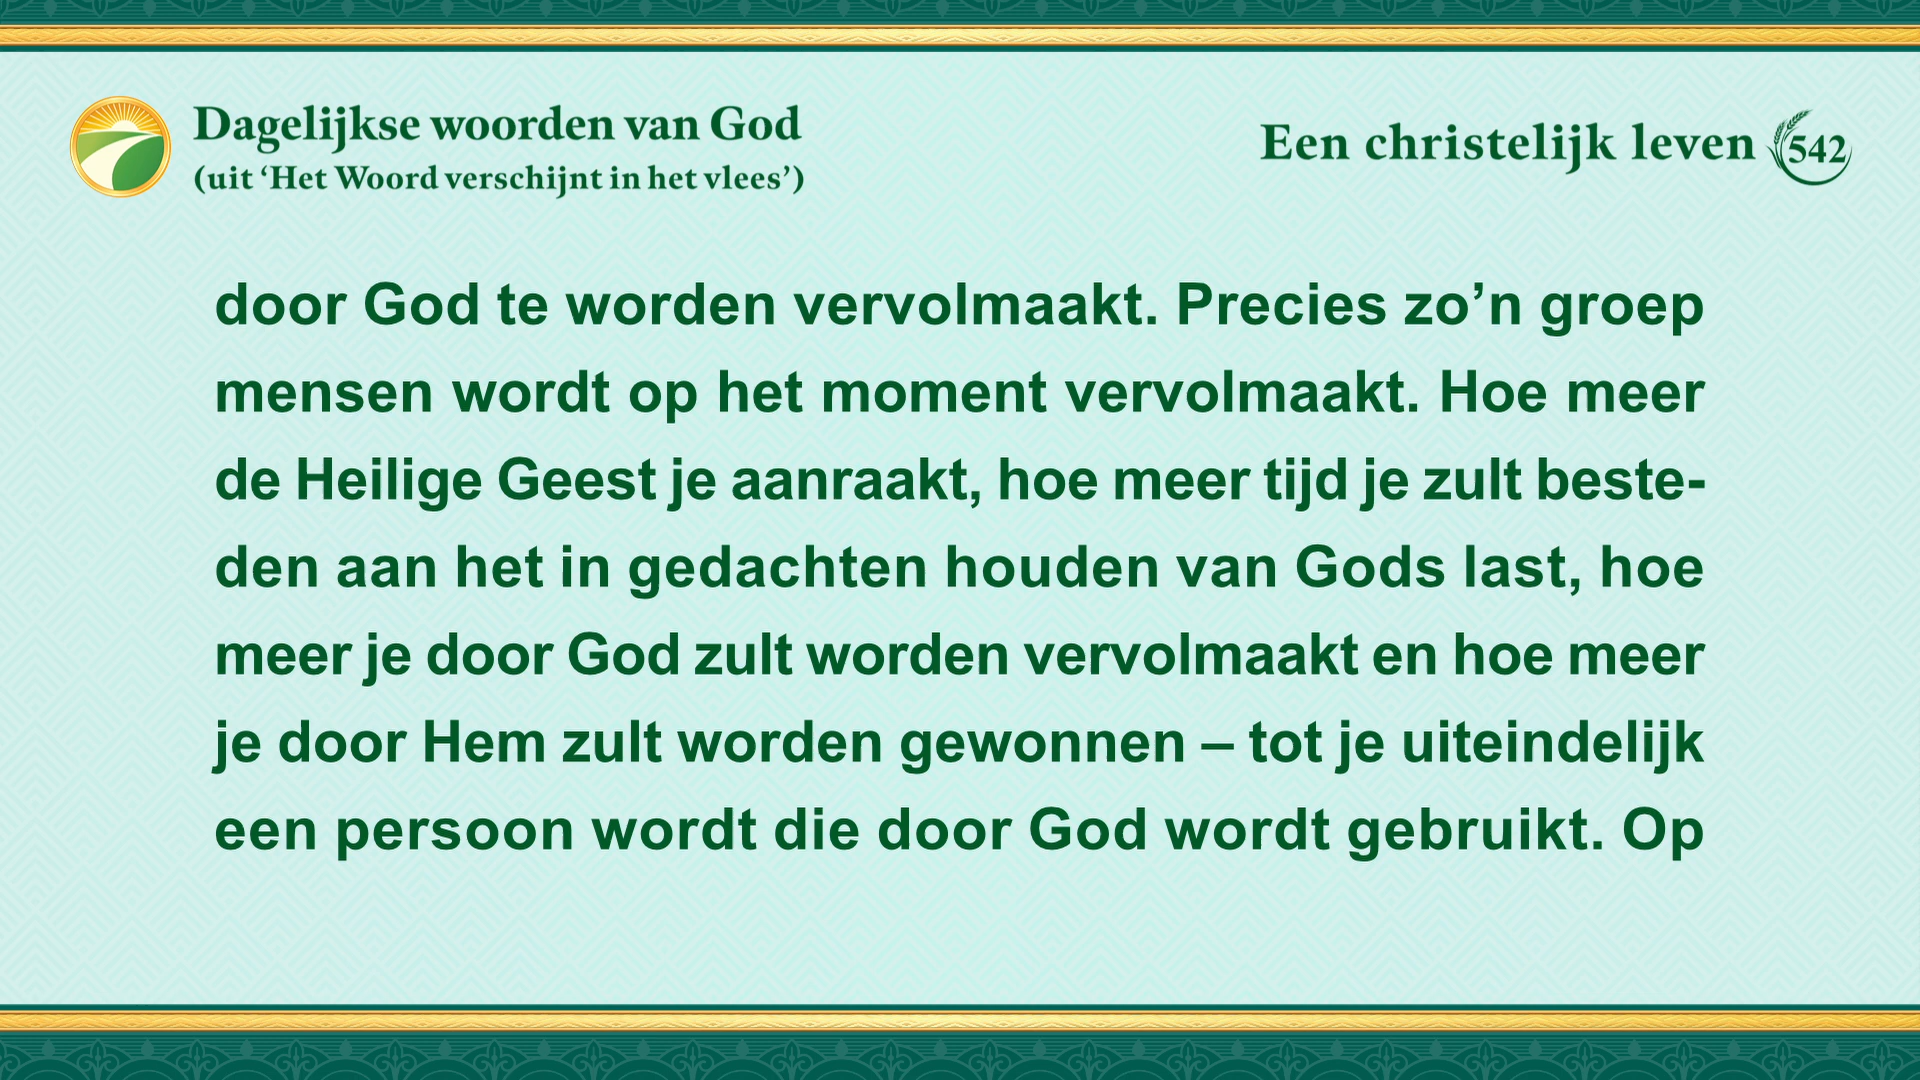 Dagelijkse woorden van God
(uit ‘Het Woord verschijnt in het vlees’)
Een christelijk leven 542
door God te worden vervolmaakt. Precies zo’n groep
mensen wordt op het moment vervolmaakt. Hoe meer
de Heilige Geest je aanraakt, hoe meer tijd je zult beste-
den aan het in gedachten houden van Gods last, hoe
meer je door God zult worden vervolmaakt en hoe meer
je door Hem zult worden gewonnen – tot je uiteindelijk
een persoon wordt die door God wordt gebruikt. Op